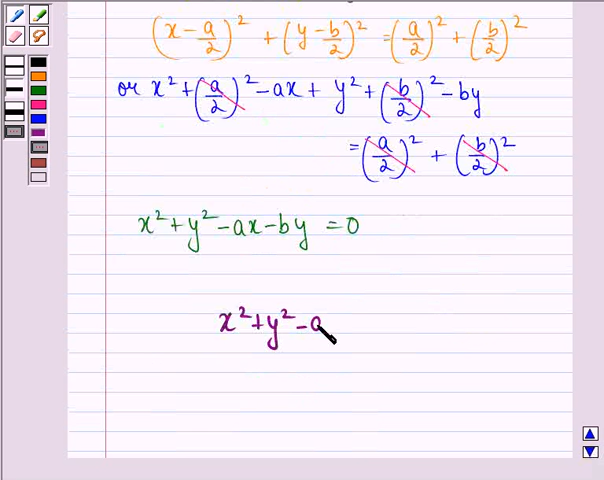 (x - a/2)² + (y - b/2)² = (a/2)² + (b/2)²
or x² + (a/2)² - ax + y² + (b/2)² - by
= (a/2)² + (b/2)²
x² + y² - ax - by = 0
x² + y² - a